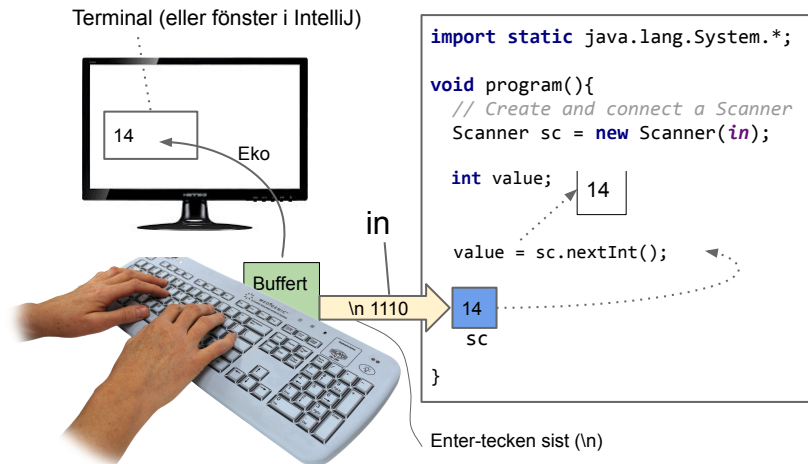 Terminal (eller fönster i IntelliJ)
14
Eko
in
Buffert
\n 1110
Enter-tecken sist (\n)
import static java.lang.System.*;
void program(){
// Create and connect a Scanner
Scanner sc = new Scanner(in);
int value;
14
value = sc.nextInt();
14
sc
}